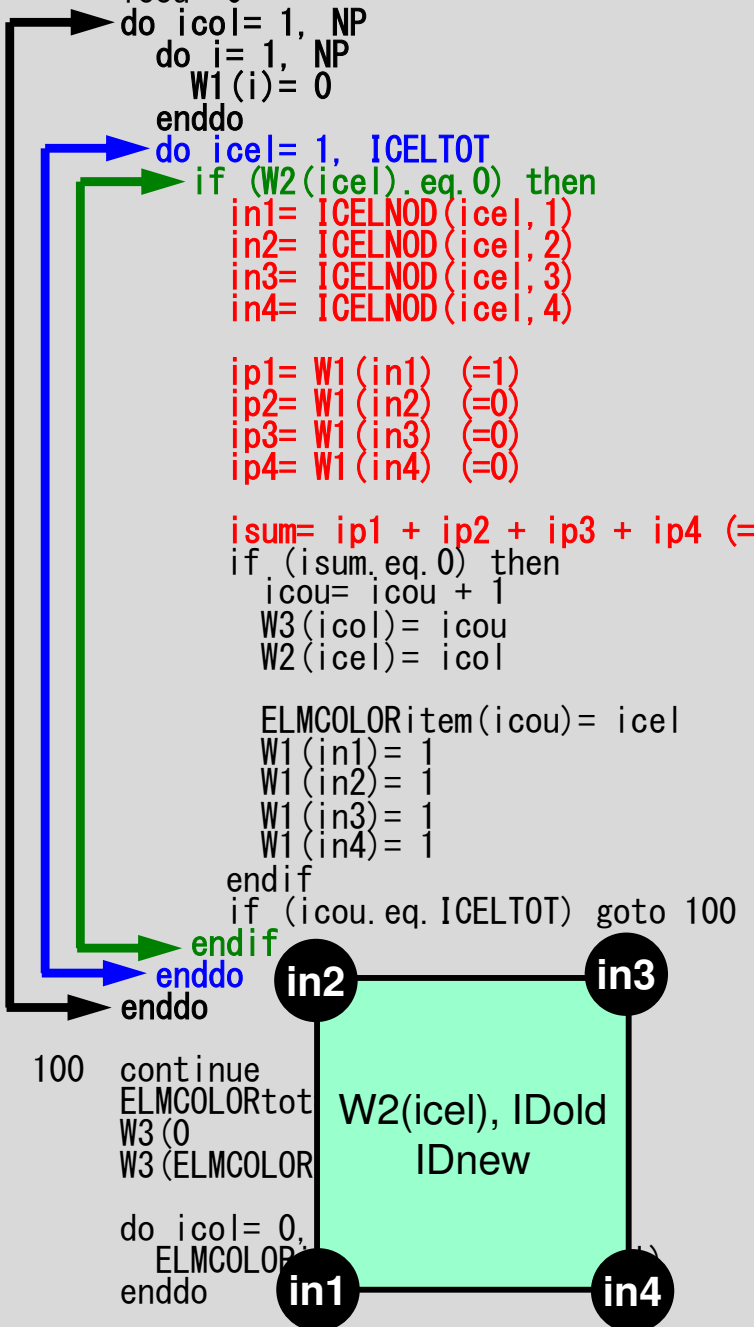 do icol= 1, NP
do i= 1, NP
W1(i)= 0
enddo
do icel= 1, ICELTOT
if (W2(icel).eq.0) then
in1= ICELNOD(icel,1)
in2= ICELNOD(icel,2)
in3= ICELNOD(icel,3)
in4= ICELNOD(icel,4)
ip1= W1(in1) (=1)
ip2= W1(in2) (=0)
ip3= W1(in3) (=0)
ip4= W1(in4) (=0)
isum= ip1 + ip2 + ip3 + ip4 (=
if (isum.eq.0) then
icou= icou + 1
W3(icol)= icou
W2(icel)= icol
ELMCOLORitem(icou)= icel
W1(in1)= 1
W1(in2)= 1
W1(in3)= 1
W1(in4)= 1
endif
if (icou.eq.ICELTOT) goto 100
endif
enddo
enddo
in2
in3
100 continue
ELMCOLORtot
W3(0
W3(ELMCOLOR
W2(icel), IDold
IDnew
do icol= 0,
ELMCOLOR
enddo
in1
in4